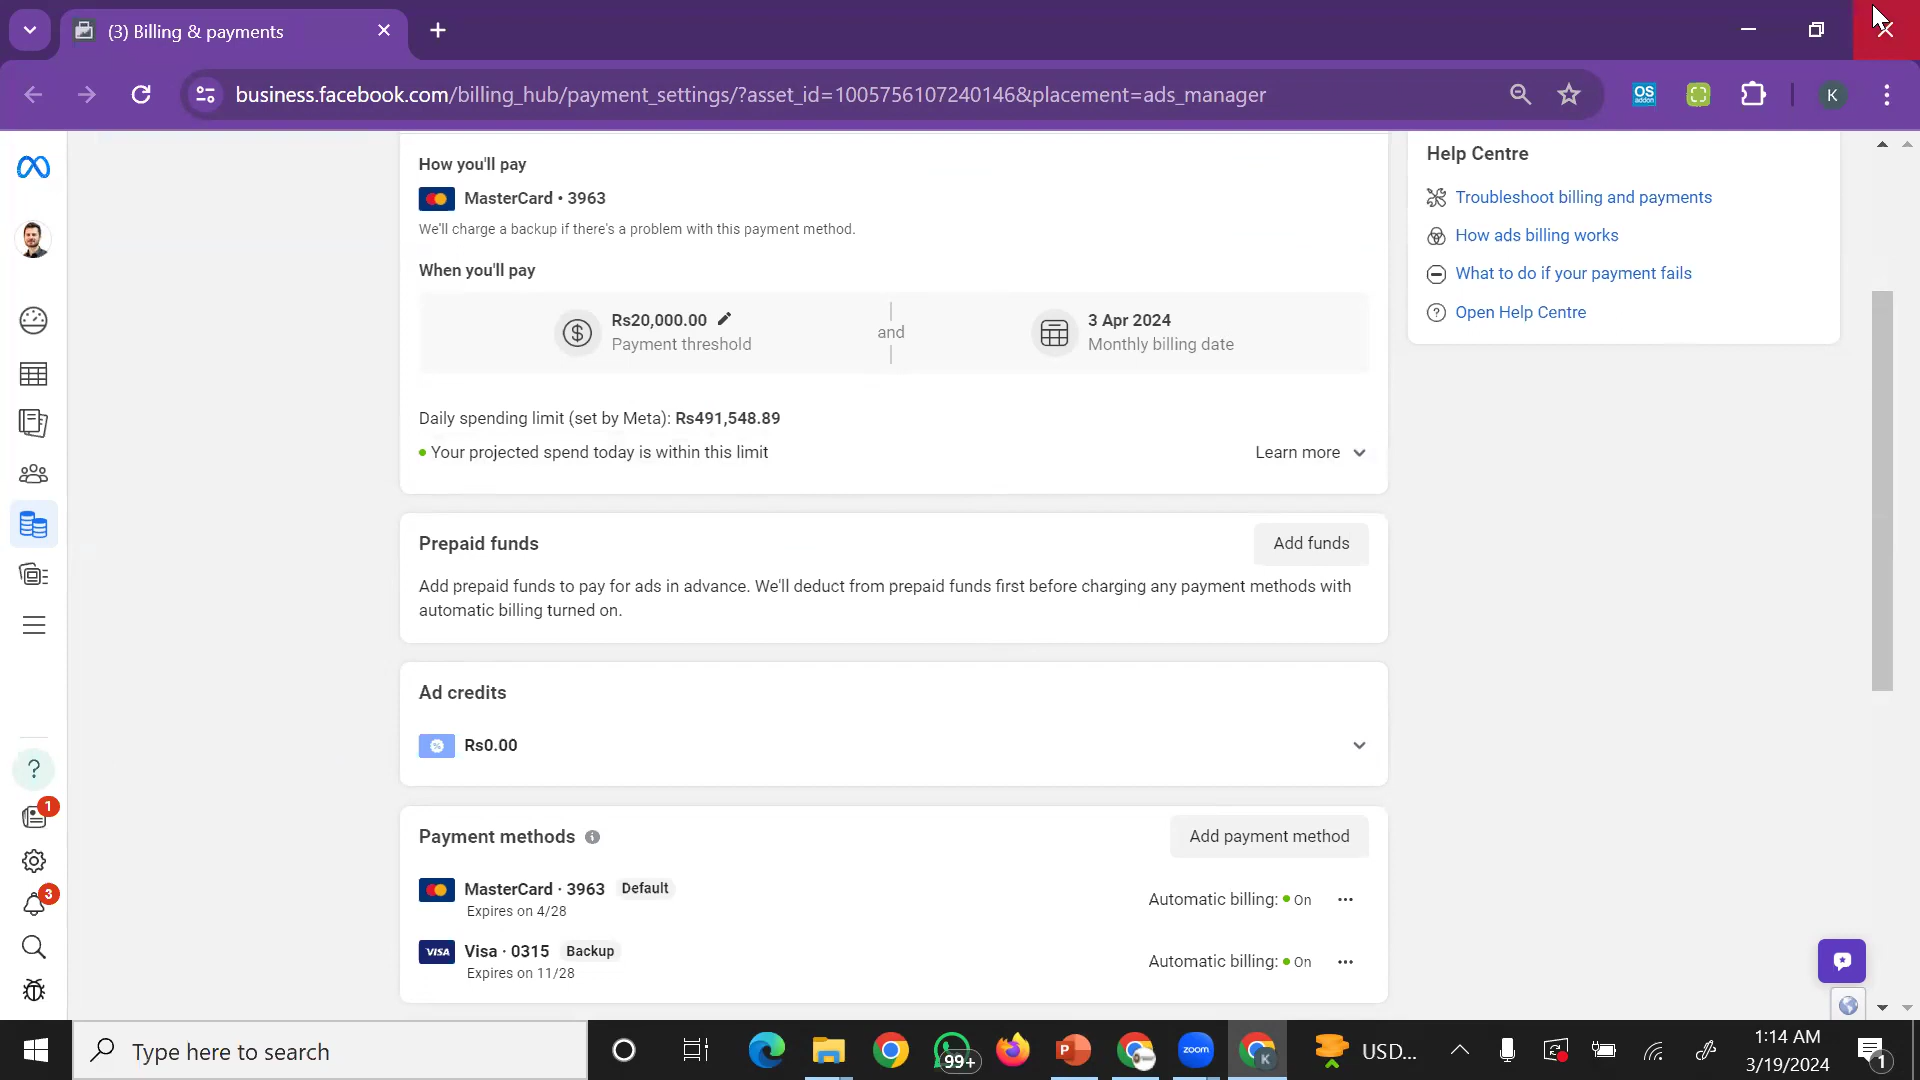 (3) Billing & payments
business.facebook.com/billing_hub/payment_settings/?asset_id=1005756107240146&placement=ads_manager
OS
addon
K
How you'll pay
MasterCard • 3963
We'll charge a backup if there's a problem with this payment method.
When you'll pay
Rs20,000.00
Payment threshold
and
3 Apr 2024
Monthly billing date
Daily spending limit (set by Meta): Rs491,548.89
Your projected spend today is within this limit
Learn more
Prepaid funds
Add funds
Add prepaid funds to pay for ads in advance. We'll deduct from prepaid funds first before charging any payment methods with
automatic billing turned on.
Ad credits
Rs0.00
Payment methods
Add payment method
MasterCard · 3963 Default
Expires on 4/28
Automatic billing: On
VISA
Visa · 0315 Backup
Expires on 11/28
Automatic billing: On
Help Centre
Troubleshoot billing and payments
How ads billing works
What to do if your payment fails
Open Help Centre
1
3
Type here to search
99+
P
zoom
K
USD...
1:14 AM
3/19/2024
1